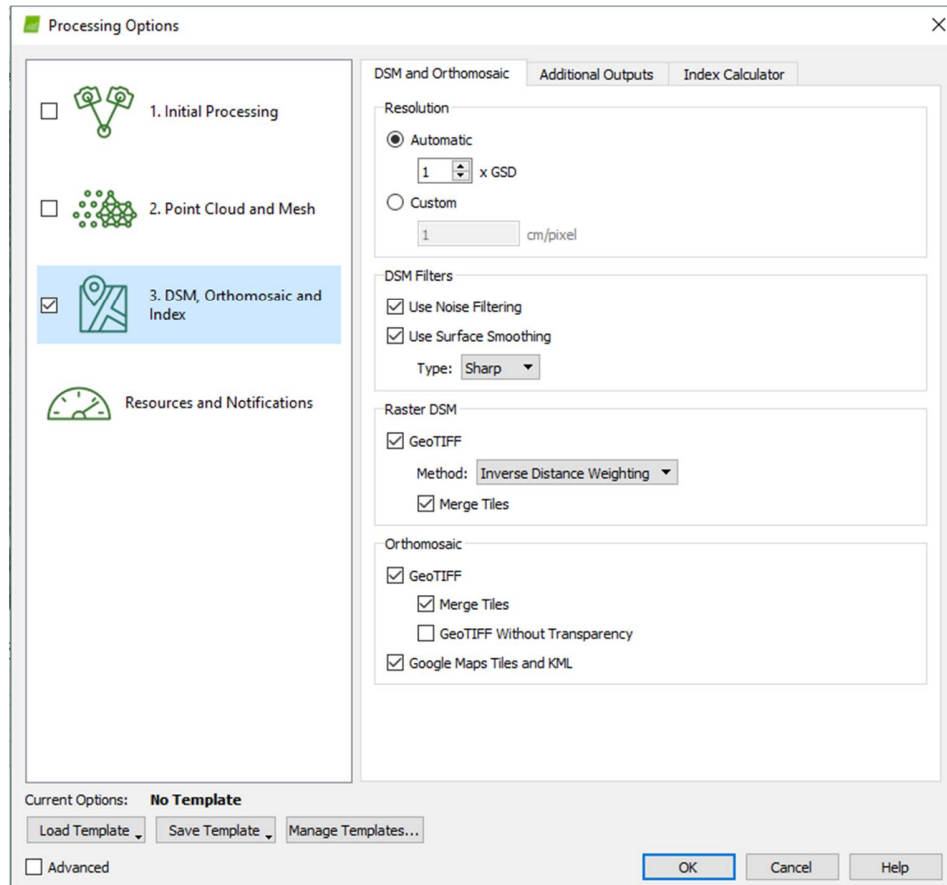 Processing Options
1. Initial Processing
2. Point Cloud and Mesh
3. DSM, Orthomosaic and
Index
Resources and Notifications
DSM and Orthomosaic
Additional Outputs
Index Calculator
Resolution
Automatic
1 x GSD
Custom
1 cm/pixel
DSM Filters
Use Noise Filtering
Use Surface Smoothing
Type: Sharp
Raster DSM
GeoTIFF
Method: Inverse Distance Weighting
Merge Tiles
Orthomosaic
GeoTIFF
Merge Tiles
GeoTIFF Without Transparency
Google Maps Tiles and KML
Current Options: No Template
Load Template
Save Template
Manage Templates...
Advanced
OK
Cancel
Help